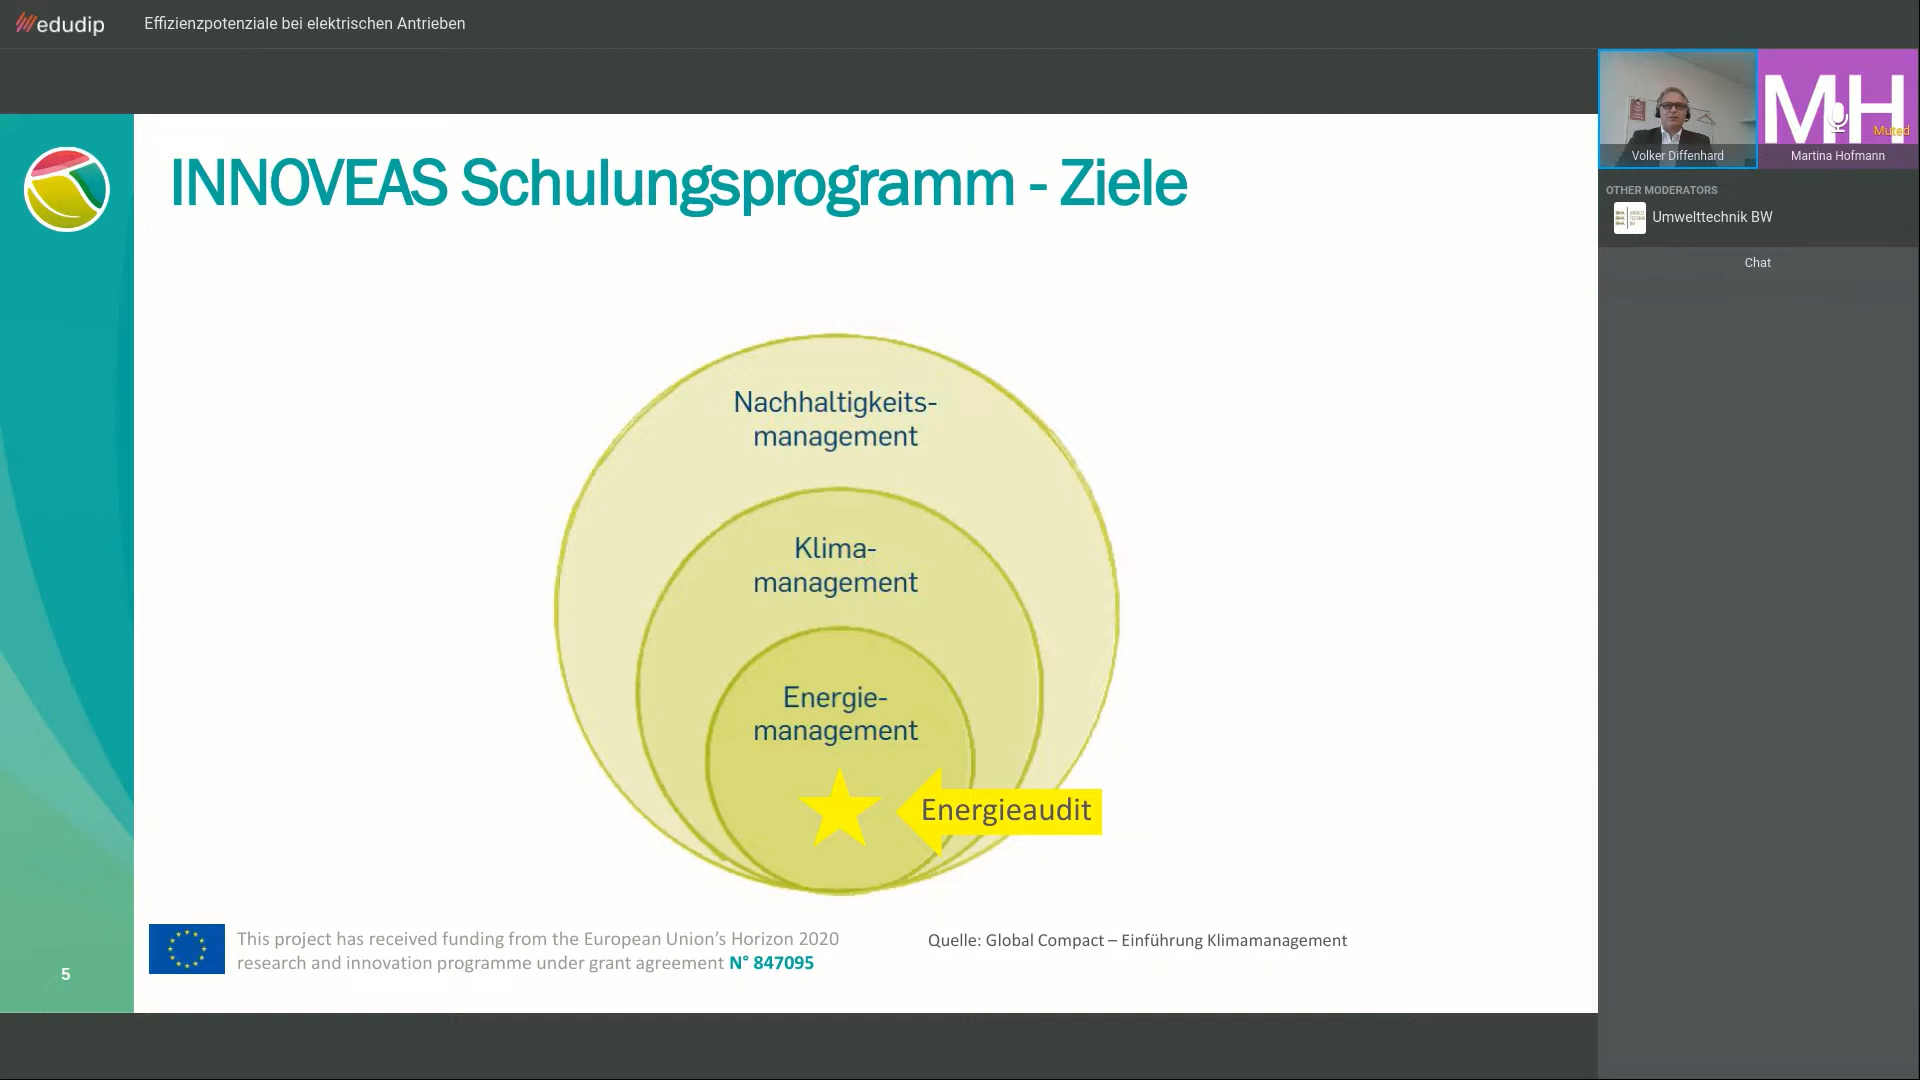 edudip
Effizienzpotenziale bei elektrischen Antrieben
INNOVEAS Schulungsprogramm - Ziele
Nachhaltigkeits-
management
Klima-
management
Energie-
management
Energieaudit
This project has received funding from the European Union's Horizon 2020
research and innovation programme under grant agreement N° 847095
Quelle: Global Compact – Einführung Klimamanagement
5
MH
Muted
Volker Diffenhard
Martina Hofmann
OTHER MODERATORS
Umwelttechnik BW
Chat